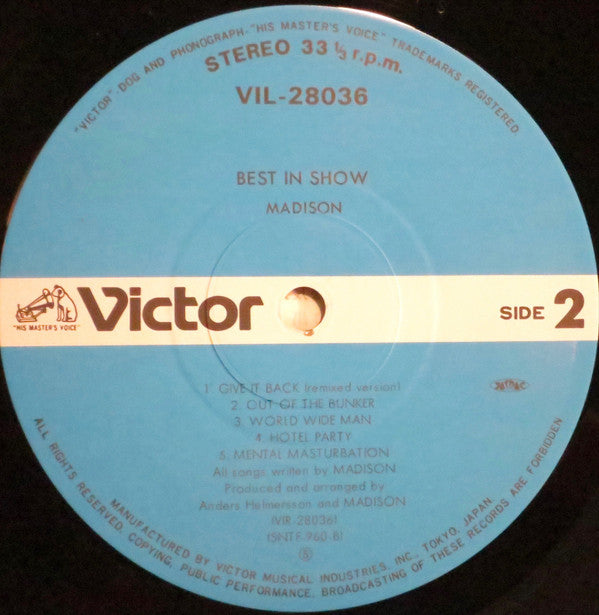 "VICTOR" DOG AND PHONOGRAPH-"HIS MASTER'S VOICE" TRADEMARKS REGISTERED
STEREO 33 ⅓ r.p.m.
VIL-28036
BEST IN SHOW
MADISON
"HIS MASTER'S VOICE"
Victor
SIDE 2
1. GIVE IT BACK (remixed version)
2. OUT OF THE BUNKER
3. WORLD WIDE MAN
4. HOTEL PARTY
5. MENTAL MASTURBATION
All songs written by MADISON
Produced and arranged by
Anders Helmersson and MADISON
(VIR-28036)
(SNTF 960-B)
Ⓢ
ALL RIGHTS RESERVED. COPYING, PUBLIC PERFORMANCE, BROADCASTING OF THESE RECORDS ARE FORBIDDEN
MANUFACTURED BY VICTOR MUSICAL INDUSTRIES, INC., TOKYO, JAPAN.